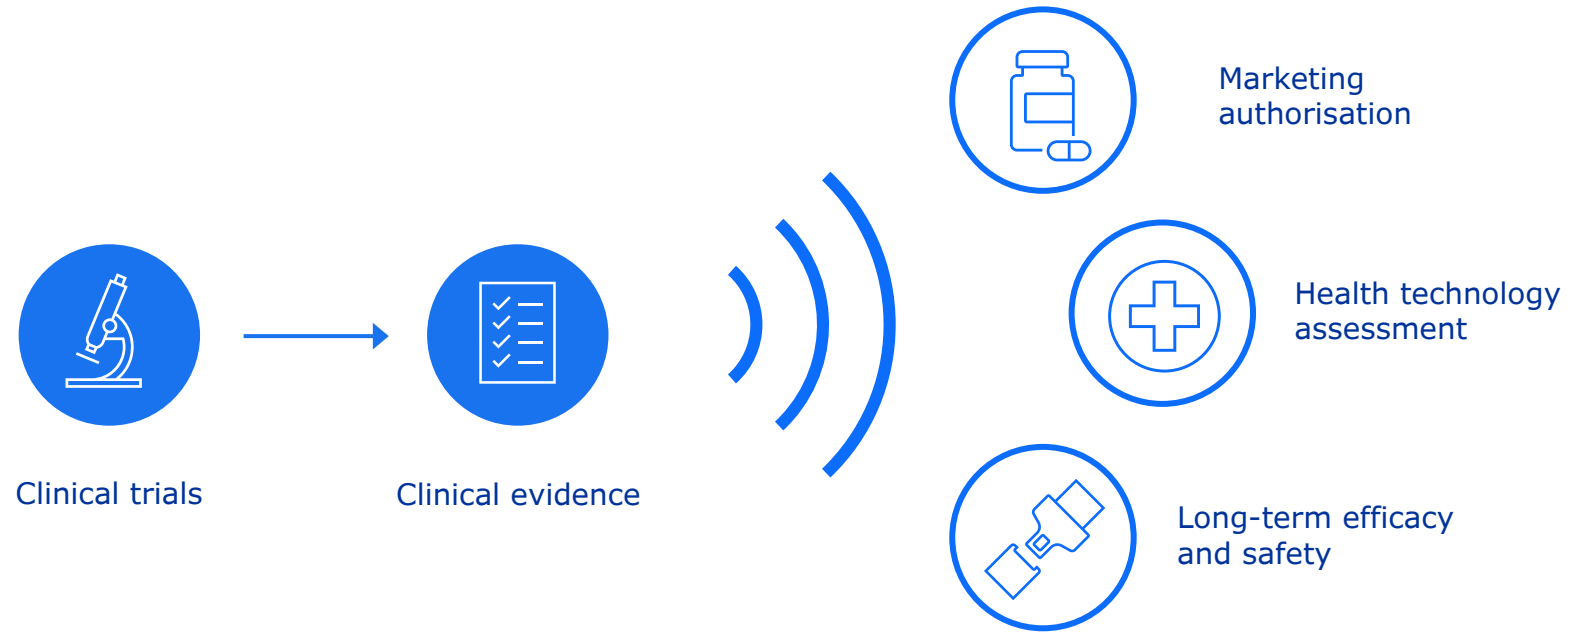 Marketing
authorisation
Health technology
assessment
Clinical trials
Clinical evidence
Long-term efficacy
and safety